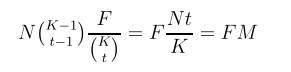 $N\binom{K-1}{t-1}\frac{F}{\binom{K}{t}} = F\frac{Nt}{K} = FM$